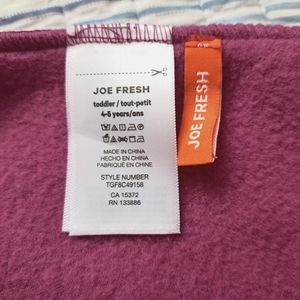 JOE FRESH
toddler / tout-petit
4-5 years/ans
MADE IN CHINA
HECHO EN CHINA
FABRIQUÉ EN CHINE
STYLE NUMBER
TGF8C49158
CA 15372
RN 133886
JOE FRESH